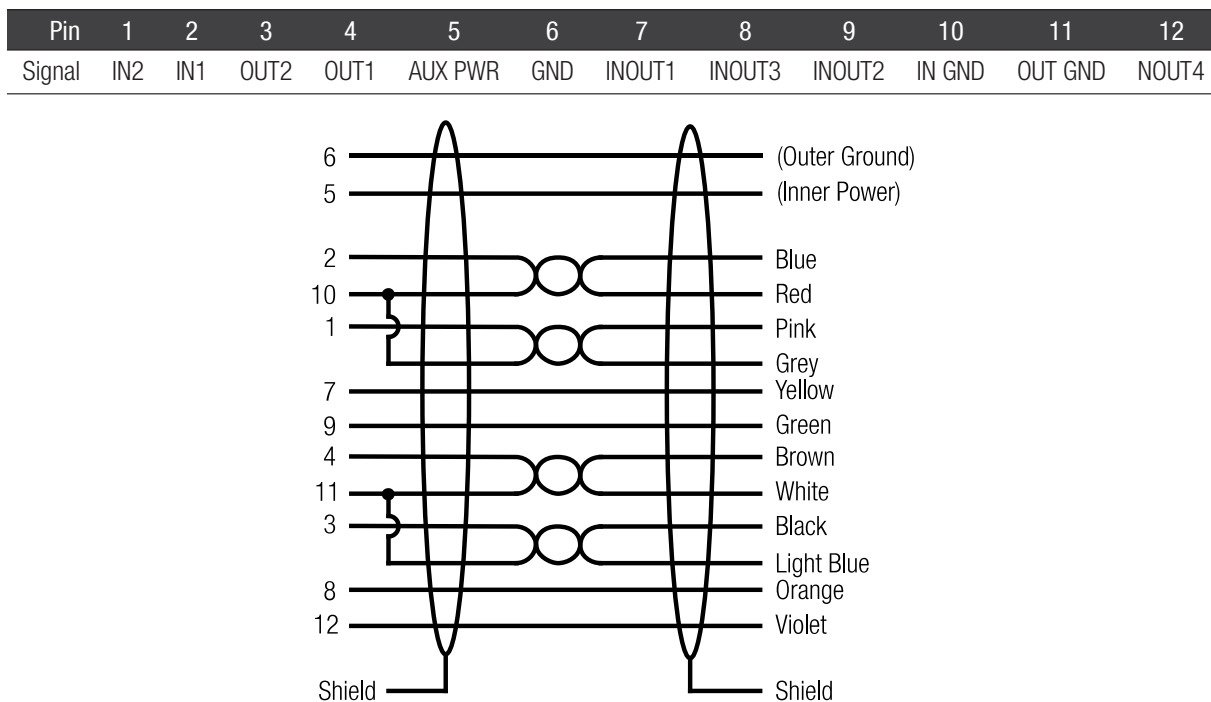 Pin 1 2 3 4 5 6 7 8 9 10 11 12
Signal IN2 IN1 OUT2 OUT1 AUX PWR GND INOUT1 INOUT3 INOUT2 IN GND OUT GND NOUT4
6 (Outer Ground)
5 (Inner Power)
2 Blue
10 Red
1 Pink
Grey
7 Yellow
9 Green
4 Brown
11 White
3 Black
Light Blue
8 Orange
12 Violet
Shield Shield